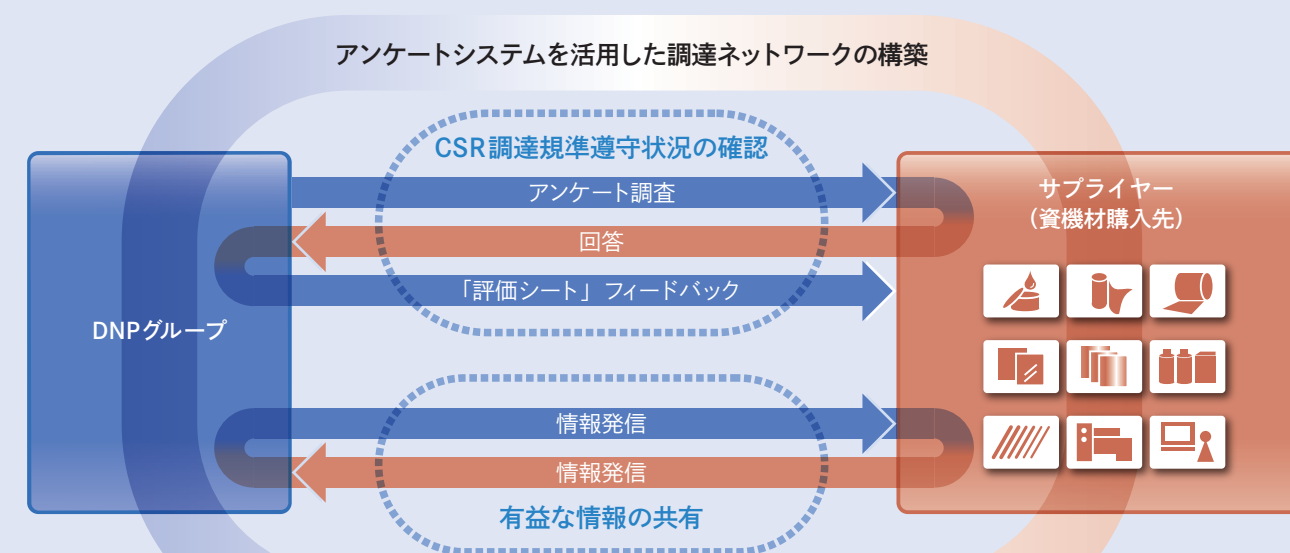 アンケートシステムを活用した調達ネットワークの構築
CSR調達規準遵守状況の確認
アンケート調査
回答
「評価シート」フィードバック
DNPグループ
サプライヤー
（資機材購入先）
情報発信
情報発信
有益な情報の共有